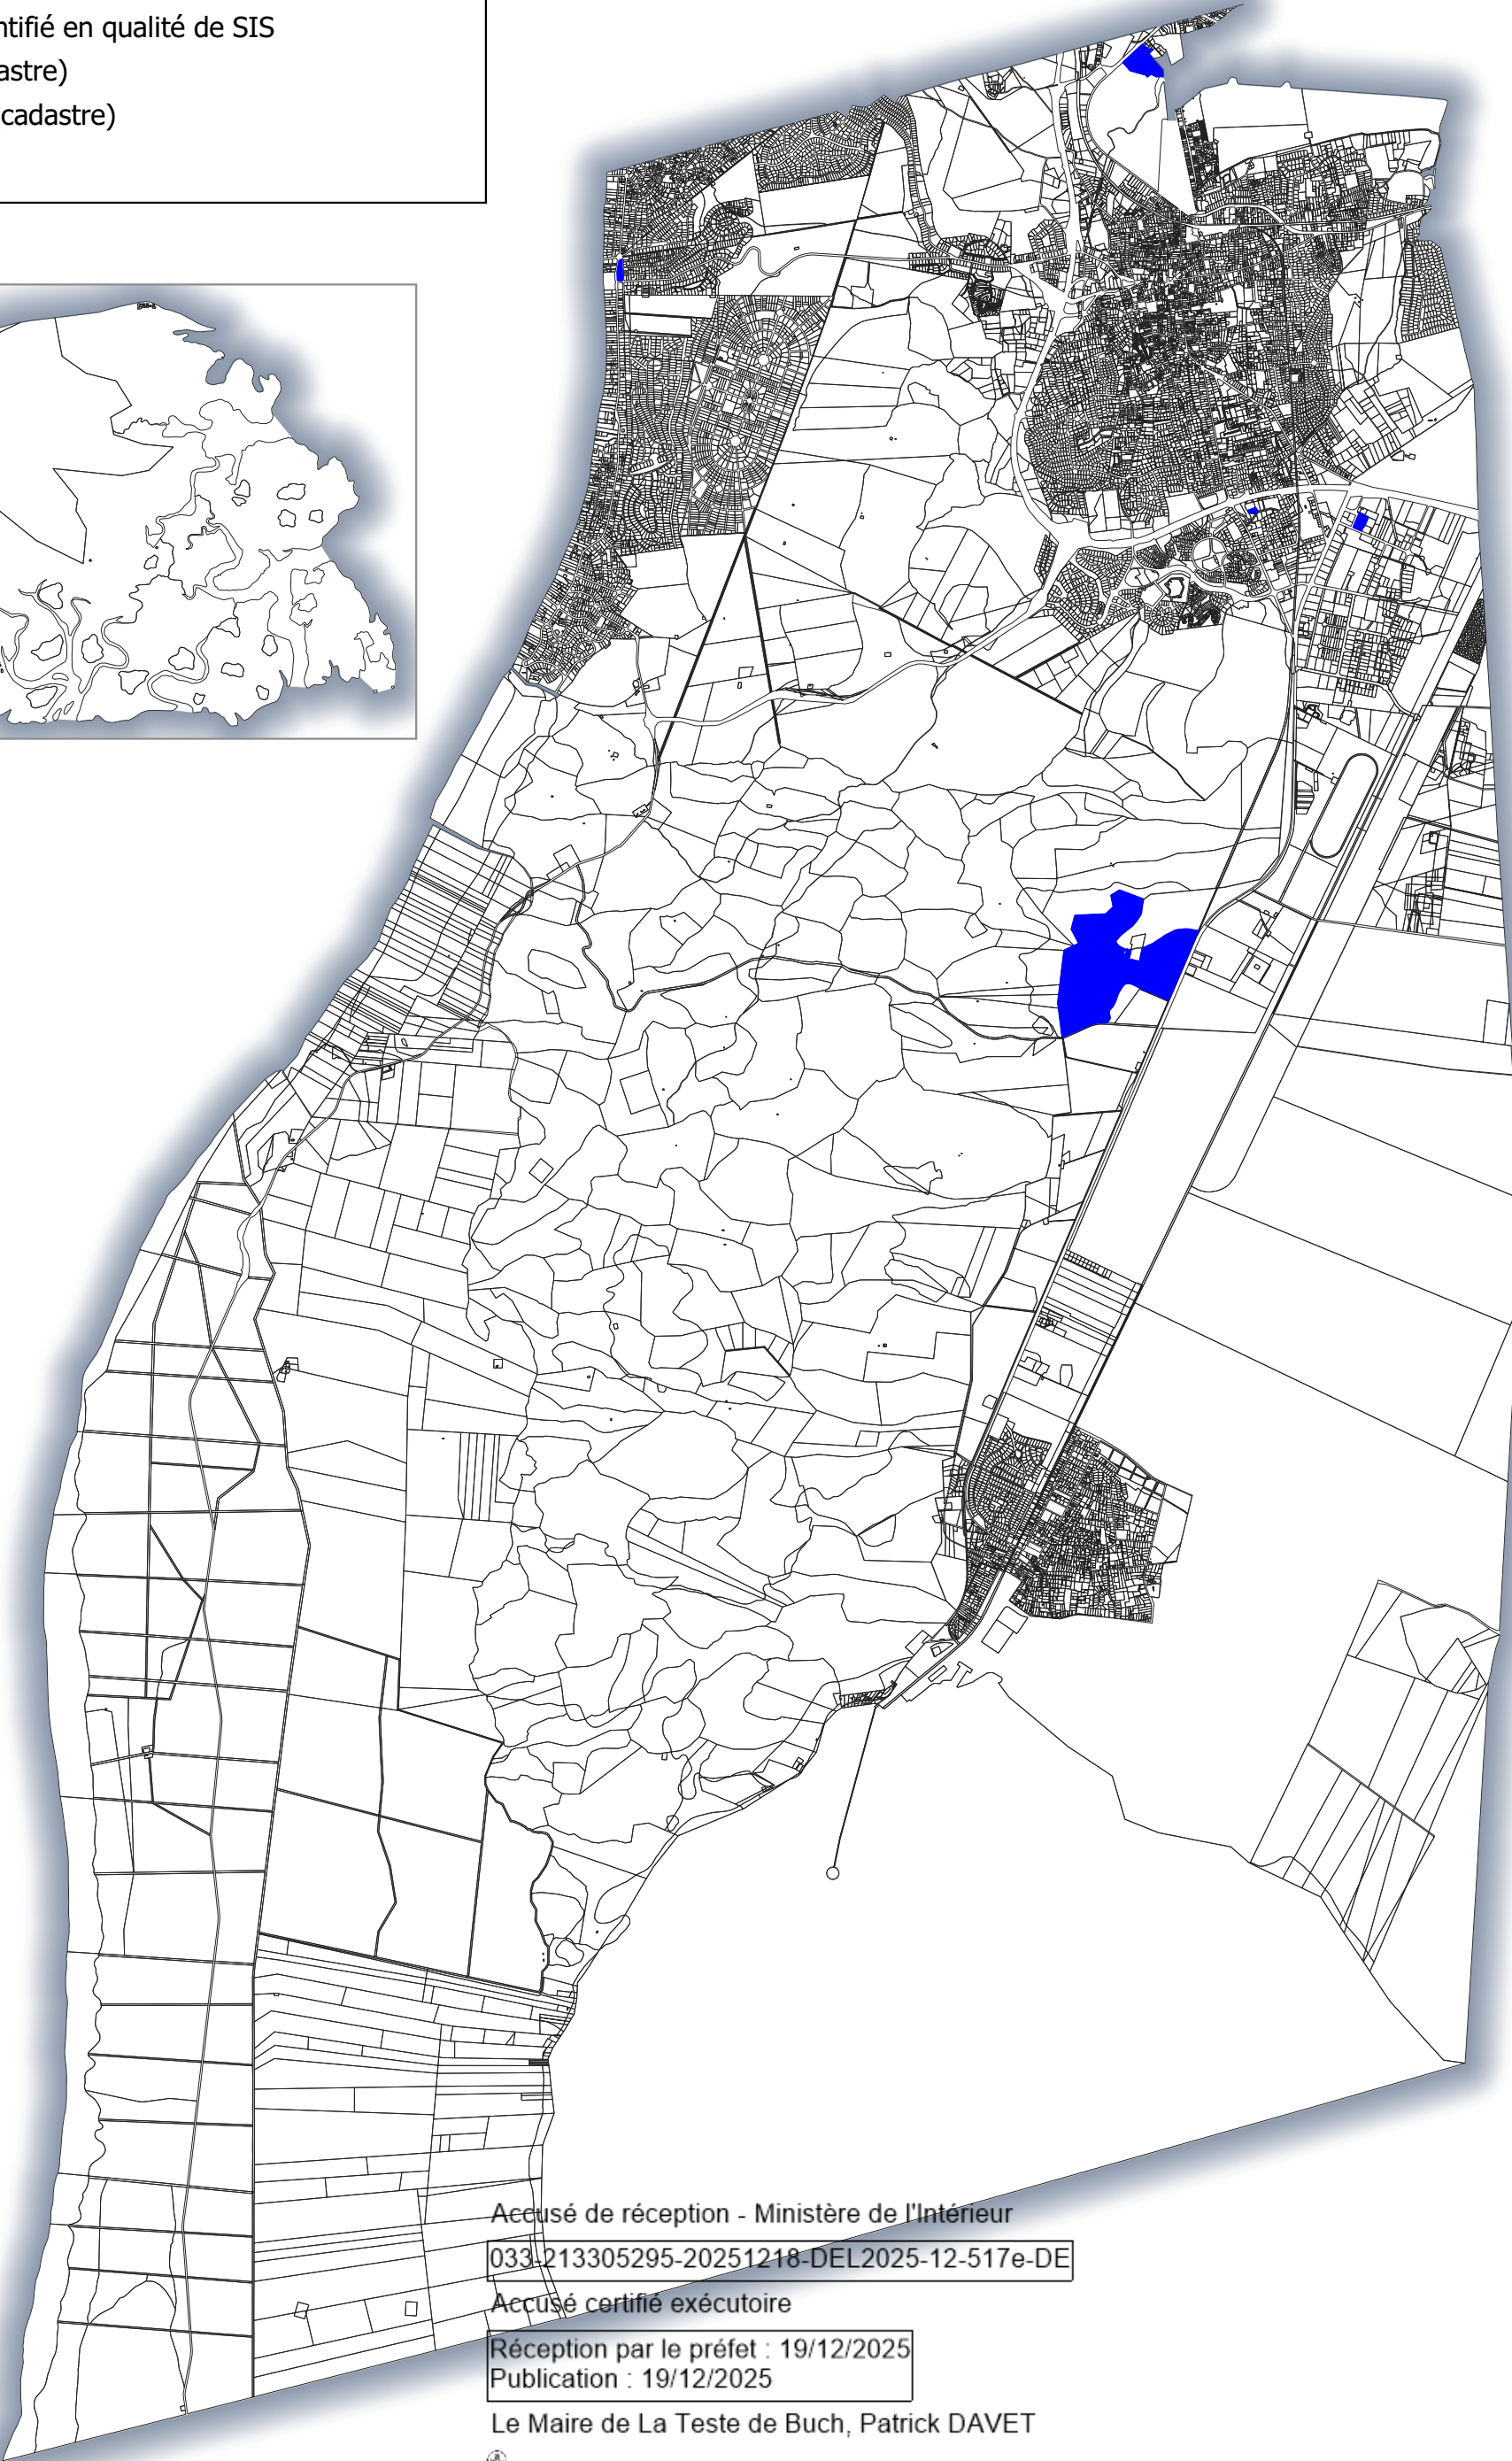 ntifié en qualité de SIS
astre)
cadastre)
Accusé de réception - Ministère de l'Intérieur
033-213305295-20251218-DEL2025-12-517e-DE
Accusé certifié exécutoire
Réception par le préfet : 19/12/2025
Publication : 19/12/2025
Le Maire de La Teste de Buch, Patrick DAVET